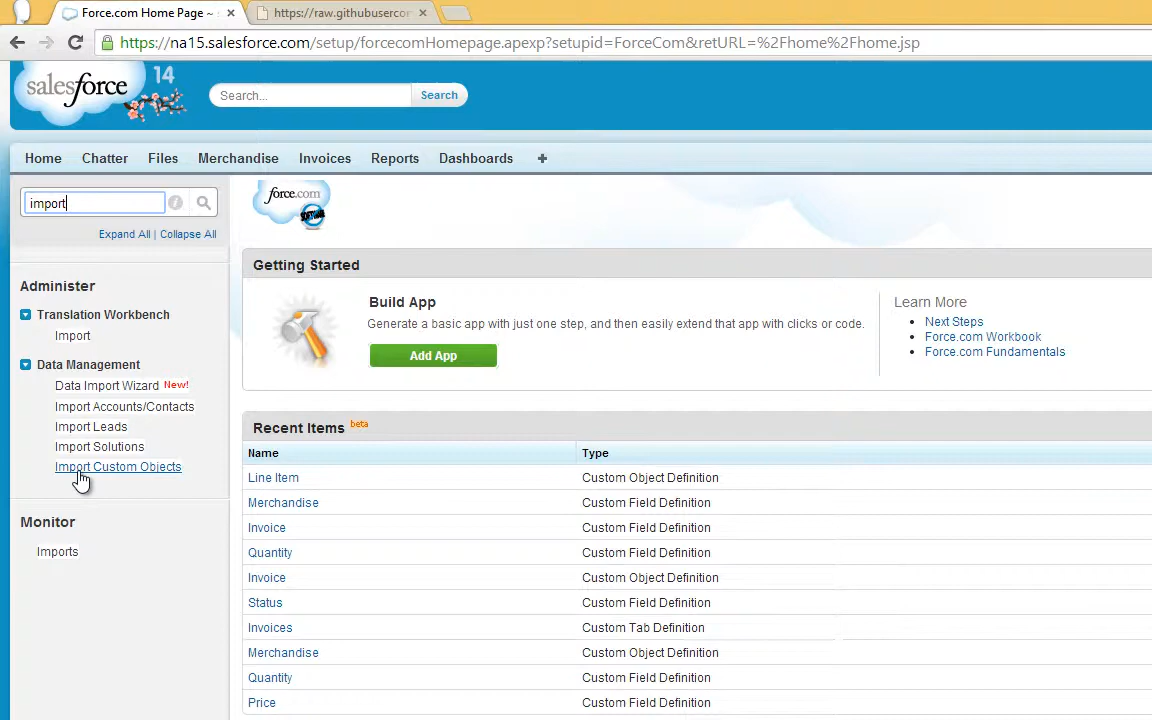 Force.com Home Page ~
https://raw.githubusercor
https://na15.salesforce.com/setup/forcecomHomepage.apexp?setupid=ForceCom&retURL=%2Fhome%2Fhome.jsp
salesforce 14
Search...
Search
Home Chatter Files Merchandise Invoices Reports Dashboards
import
Expand All | Collapse All
Administer
Translation Workbench
Import
Data Management
Data Import Wizard New!
Import Accounts/Contacts
Import Leads
Import Solutions
Import Custom Objects
Monitor
Imports
force.com
Getting Started
Build App
Generate a basic app with just one step, and then easily extend that app with clicks or code.
Add App
Learn More
Next Steps
Force.com Workbook
Force.com Fundamentals
Recent Items beta
Name Type
Line Item Custom Object Definition
Merchandise Custom Field Definition
Invoice Custom Field Definition
Quantity Custom Field Definition
Invoice Custom Object Definition
Status Custom Field Definition
Invoices Custom Tab Definition
Merchandise Custom Object Definition
Quantity Custom Field Definition
Price Custom Field Definition